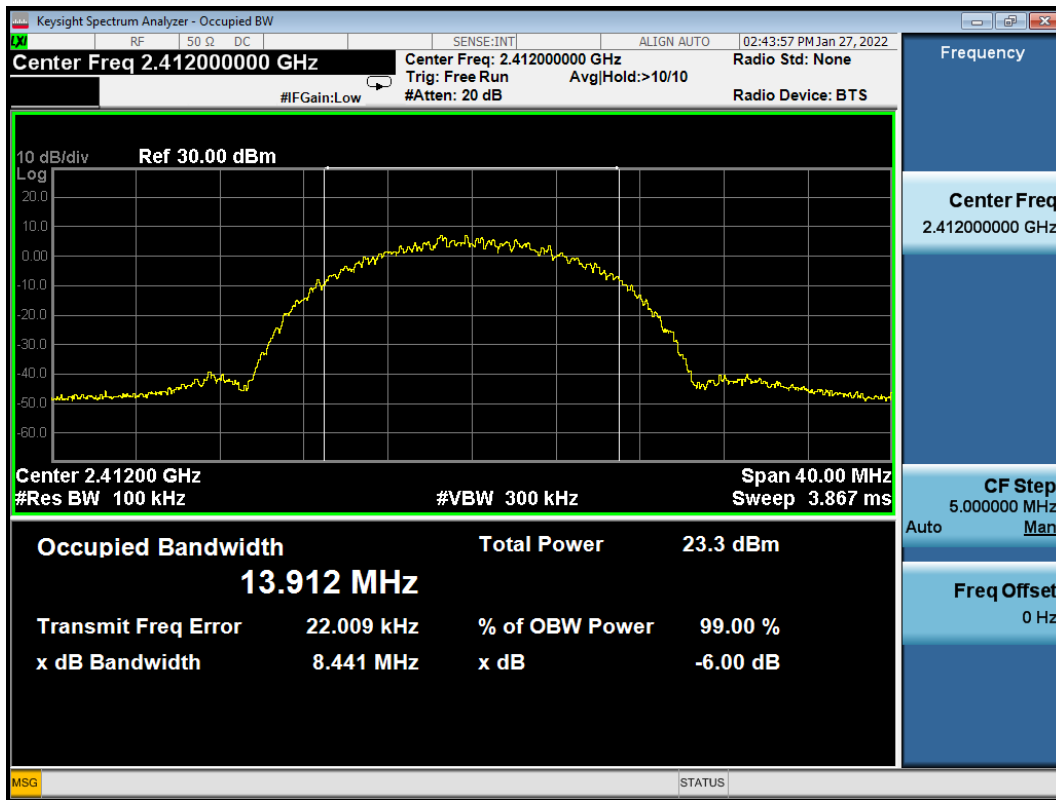 Keysight Spectrum Analyzer - Occupied BW
LXI RF 50 Ω DC SENSE:INT ALIGN AUTO 02:43:57 PM Jan 27, 2022
Center Freq 2.412000000 GHz
#IFGain:Low
Center Freq: 2.412000000 GHz
Trig: Free Run Avg|Hold:>10/10
#Atten: 20 dB
Radio Std: None
Radio Device: BTS
10 dB/div Ref 30.00 dBm
Log
20.0
10.0
0.00
-10.0
-20.0
-30.0
-40.0
-50.0
-60.0
Center 2.41200 GHz Span 40.00 MHz
#Res BW 100 kHz #VBW 300 kHz Sweep 3.867 ms
Occupied Bandwidth Total Power 23.3 dBm
13.912 MHz
Transmit Freq Error 22.009 kHz % of OBW Power 99.00 %
x dB Bandwidth 8.441 MHz x dB -6.00 dB
Frequency
Center Freq
2.412000000 GHz
CF Step
5.000000 MHz
Auto Man
Freq Offset
0 Hz
MSG STATUS